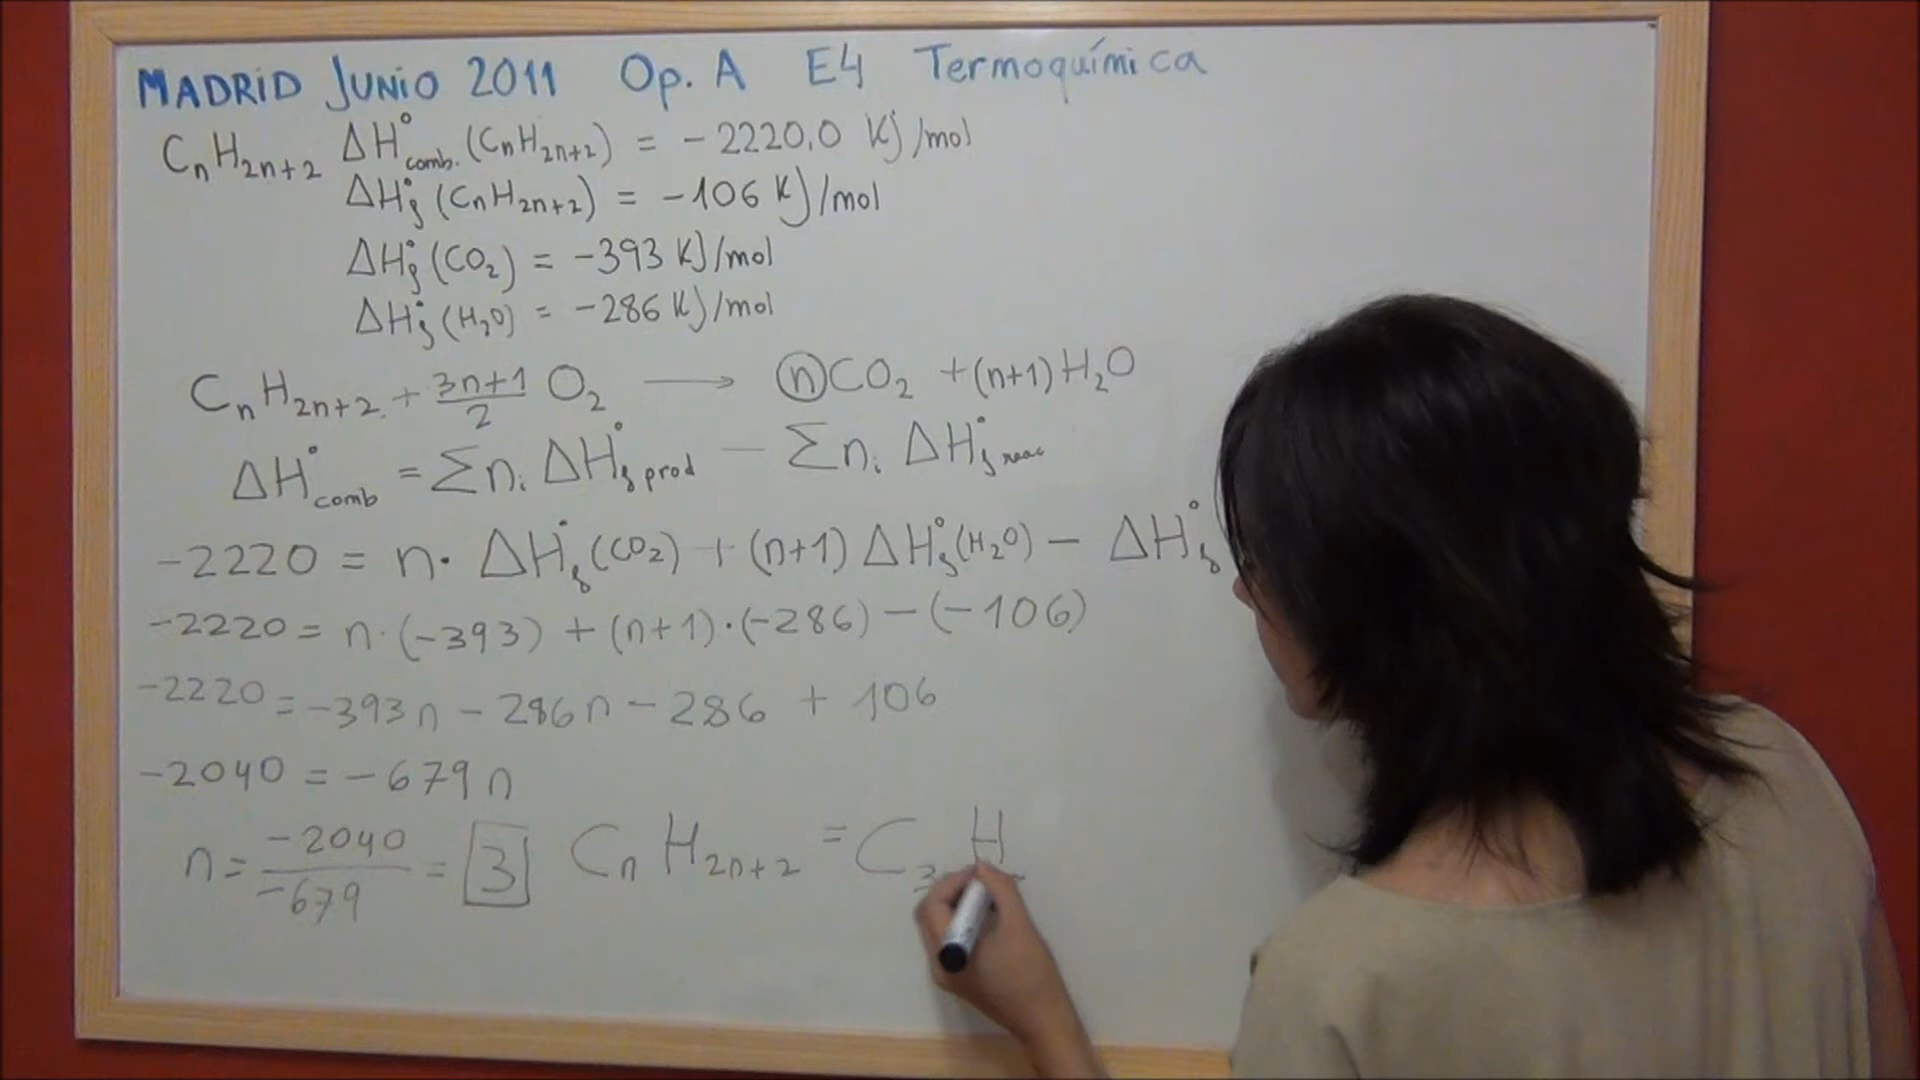 MADRID JUNIO 2011 Op. A E4 Termoquímica
CnH2n+2 ΔH°comb. (CnH2n+2) = -2220,0 KJ/mol
ΔH°f (CnH2n+2) = -106 KJ/mol
ΔH°f (CO2) = -393 KJ/mol
ΔH°f (H2O) = -286 KJ/mol
CnH2n+2 + 3n+1/2 O2 → nCO2 + (n+1)H2O
ΔH°comb = Σni ΔH°f prod - Σni ΔH°f reac
-2220 = n· ΔH°f (CO2) + (n+1) ΔH°f (H2O) - ΔH°f
-2220 = n·(-393) + (n+1)·(-286) - (-106)
-2220 = -393n - 286n - 286 + 106
-2040 = -679n
n = -2040/-679 = 3 CnH2n+2 = C3H